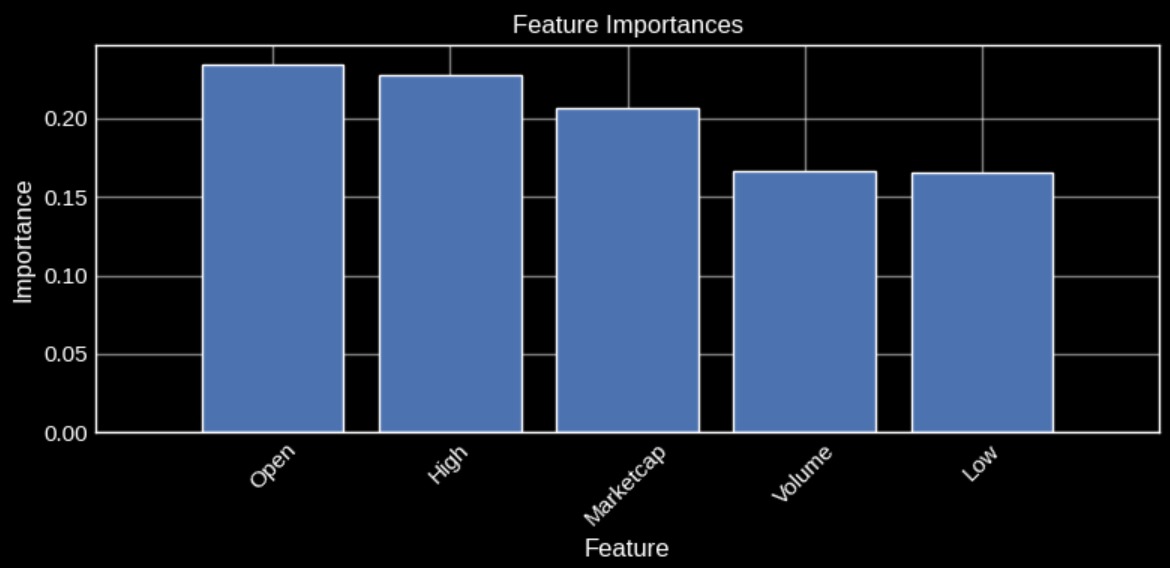 Feature Importances
Importance
0.20
0.15
0.10
0.05
0.00
Open
High
Marketcap
Volume
Low
Feature